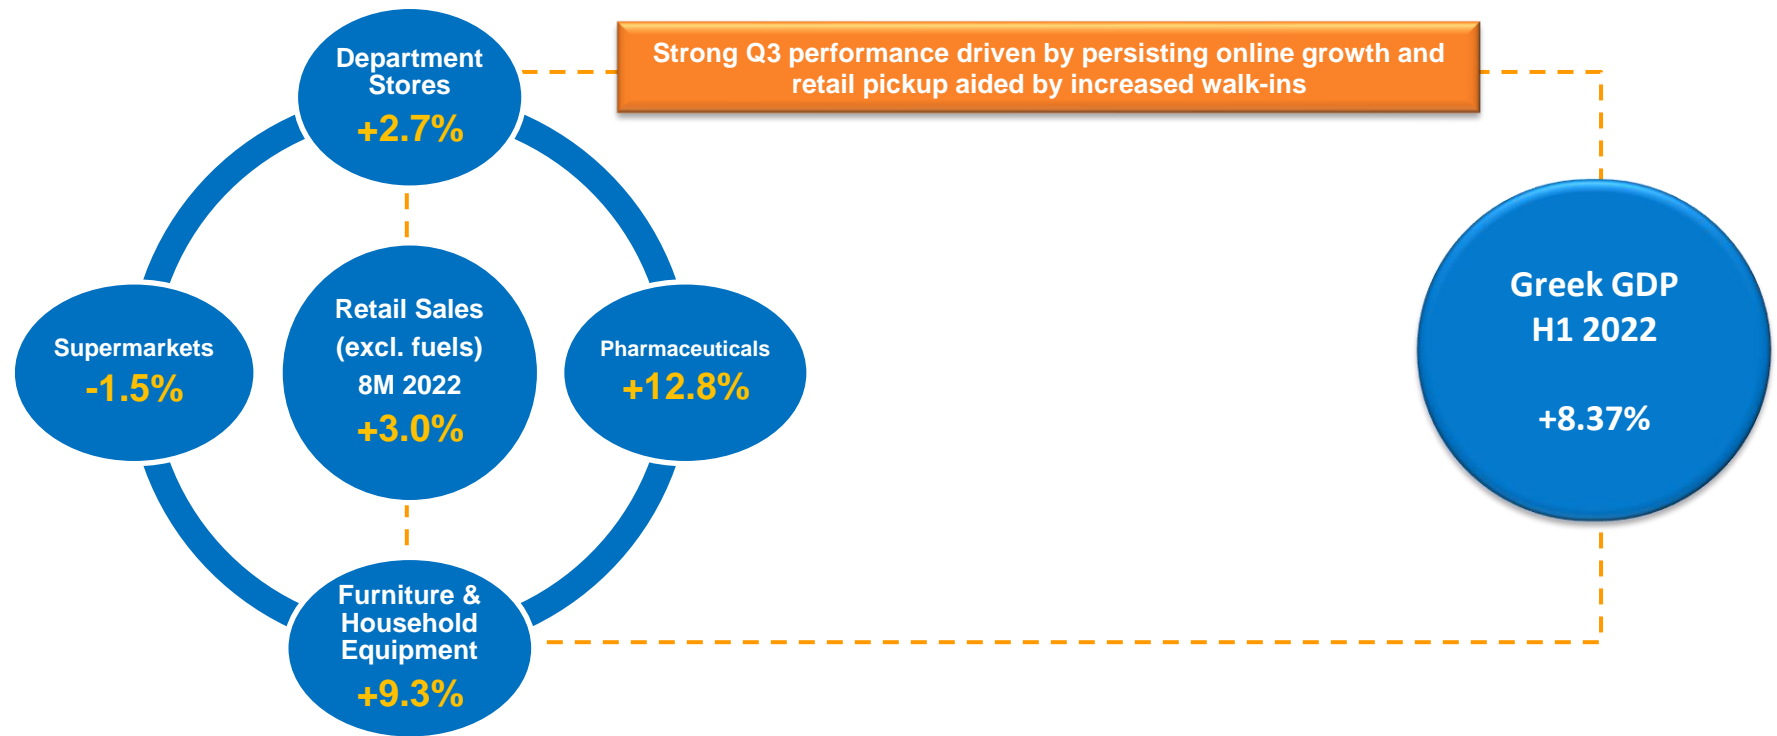 Department
Stores
+2.7%
Strong Q3 performance driven by persisting online growth and
retail pickup aided by increased walk-ins
Supermarkets
-1.5%
Retail Sales
(excl. fuels)
8M 2022
+3.0%
Pharmaceuticals
+12.8%
Greek GDP
H1 2022
+8.37%
Furniture &
Household
Equipment
+9.3%